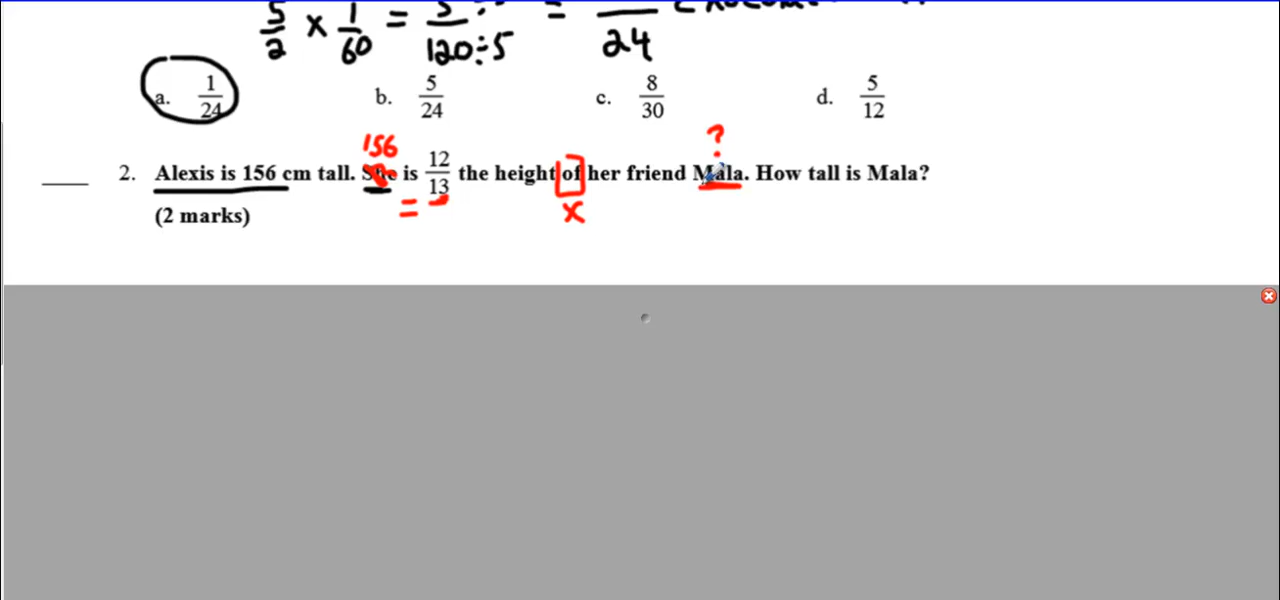 5/2 × 1/60 = 5÷/120÷5 = /24
a. 1/24 b. 5/24 c. 8/30 d. 5/12
156 ?
2. Alexis is 156 cm tall. She is 12/13 the height of her friend Mala. How tall is Mala?
= x
(2 marks)